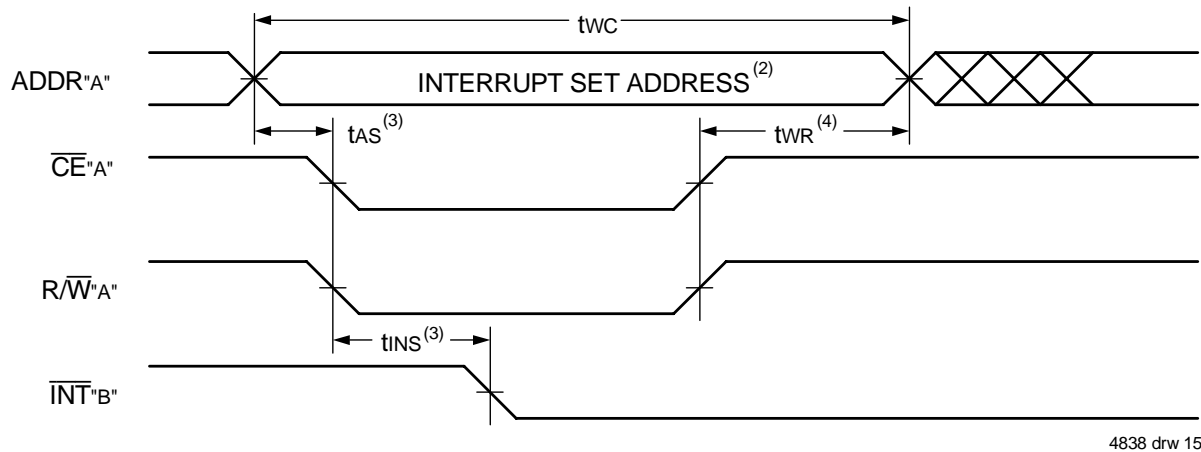 tWC
ADDR"A"
INTERRUPT SET ADDRESS(2)
tAS(3)
tWR(4)
CE"A"
R/W"A"
tINS(3)
INT"B"
4838 drw 15